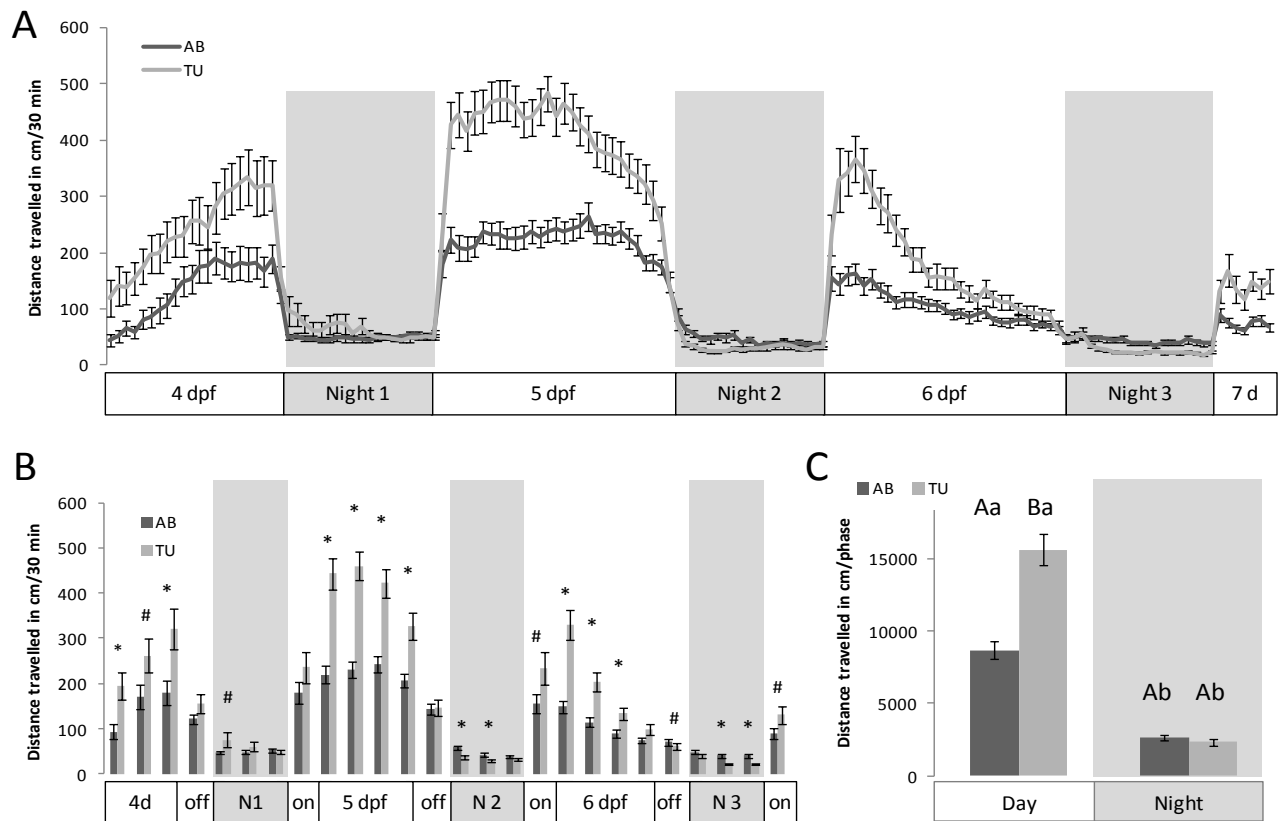 A
600
500
400
300
200
100
0
Distance travelled in cm/30 min
AB
TU
4 dpf Night 1 5 dpf Night 2 6 dpf Night 3 7 d
B
600
500
400
300
200
100
0
Distance travelled in cm/30 min
AB
TU
* # * # * * * * * * # * * * # * * #
4d off N1 on 5 dpf off N 2 on 6 dpf off N 3 on
C
AB TU
15000
10000
5000
0
Distance travelled in cm/phase
Aa Ba
Ab Ab
Day Night